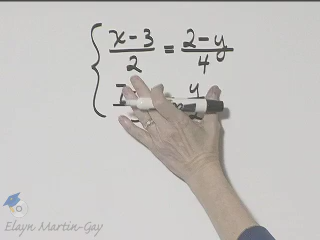 x-3/2 = 2-y/4
y
Elayn Martin-Gay